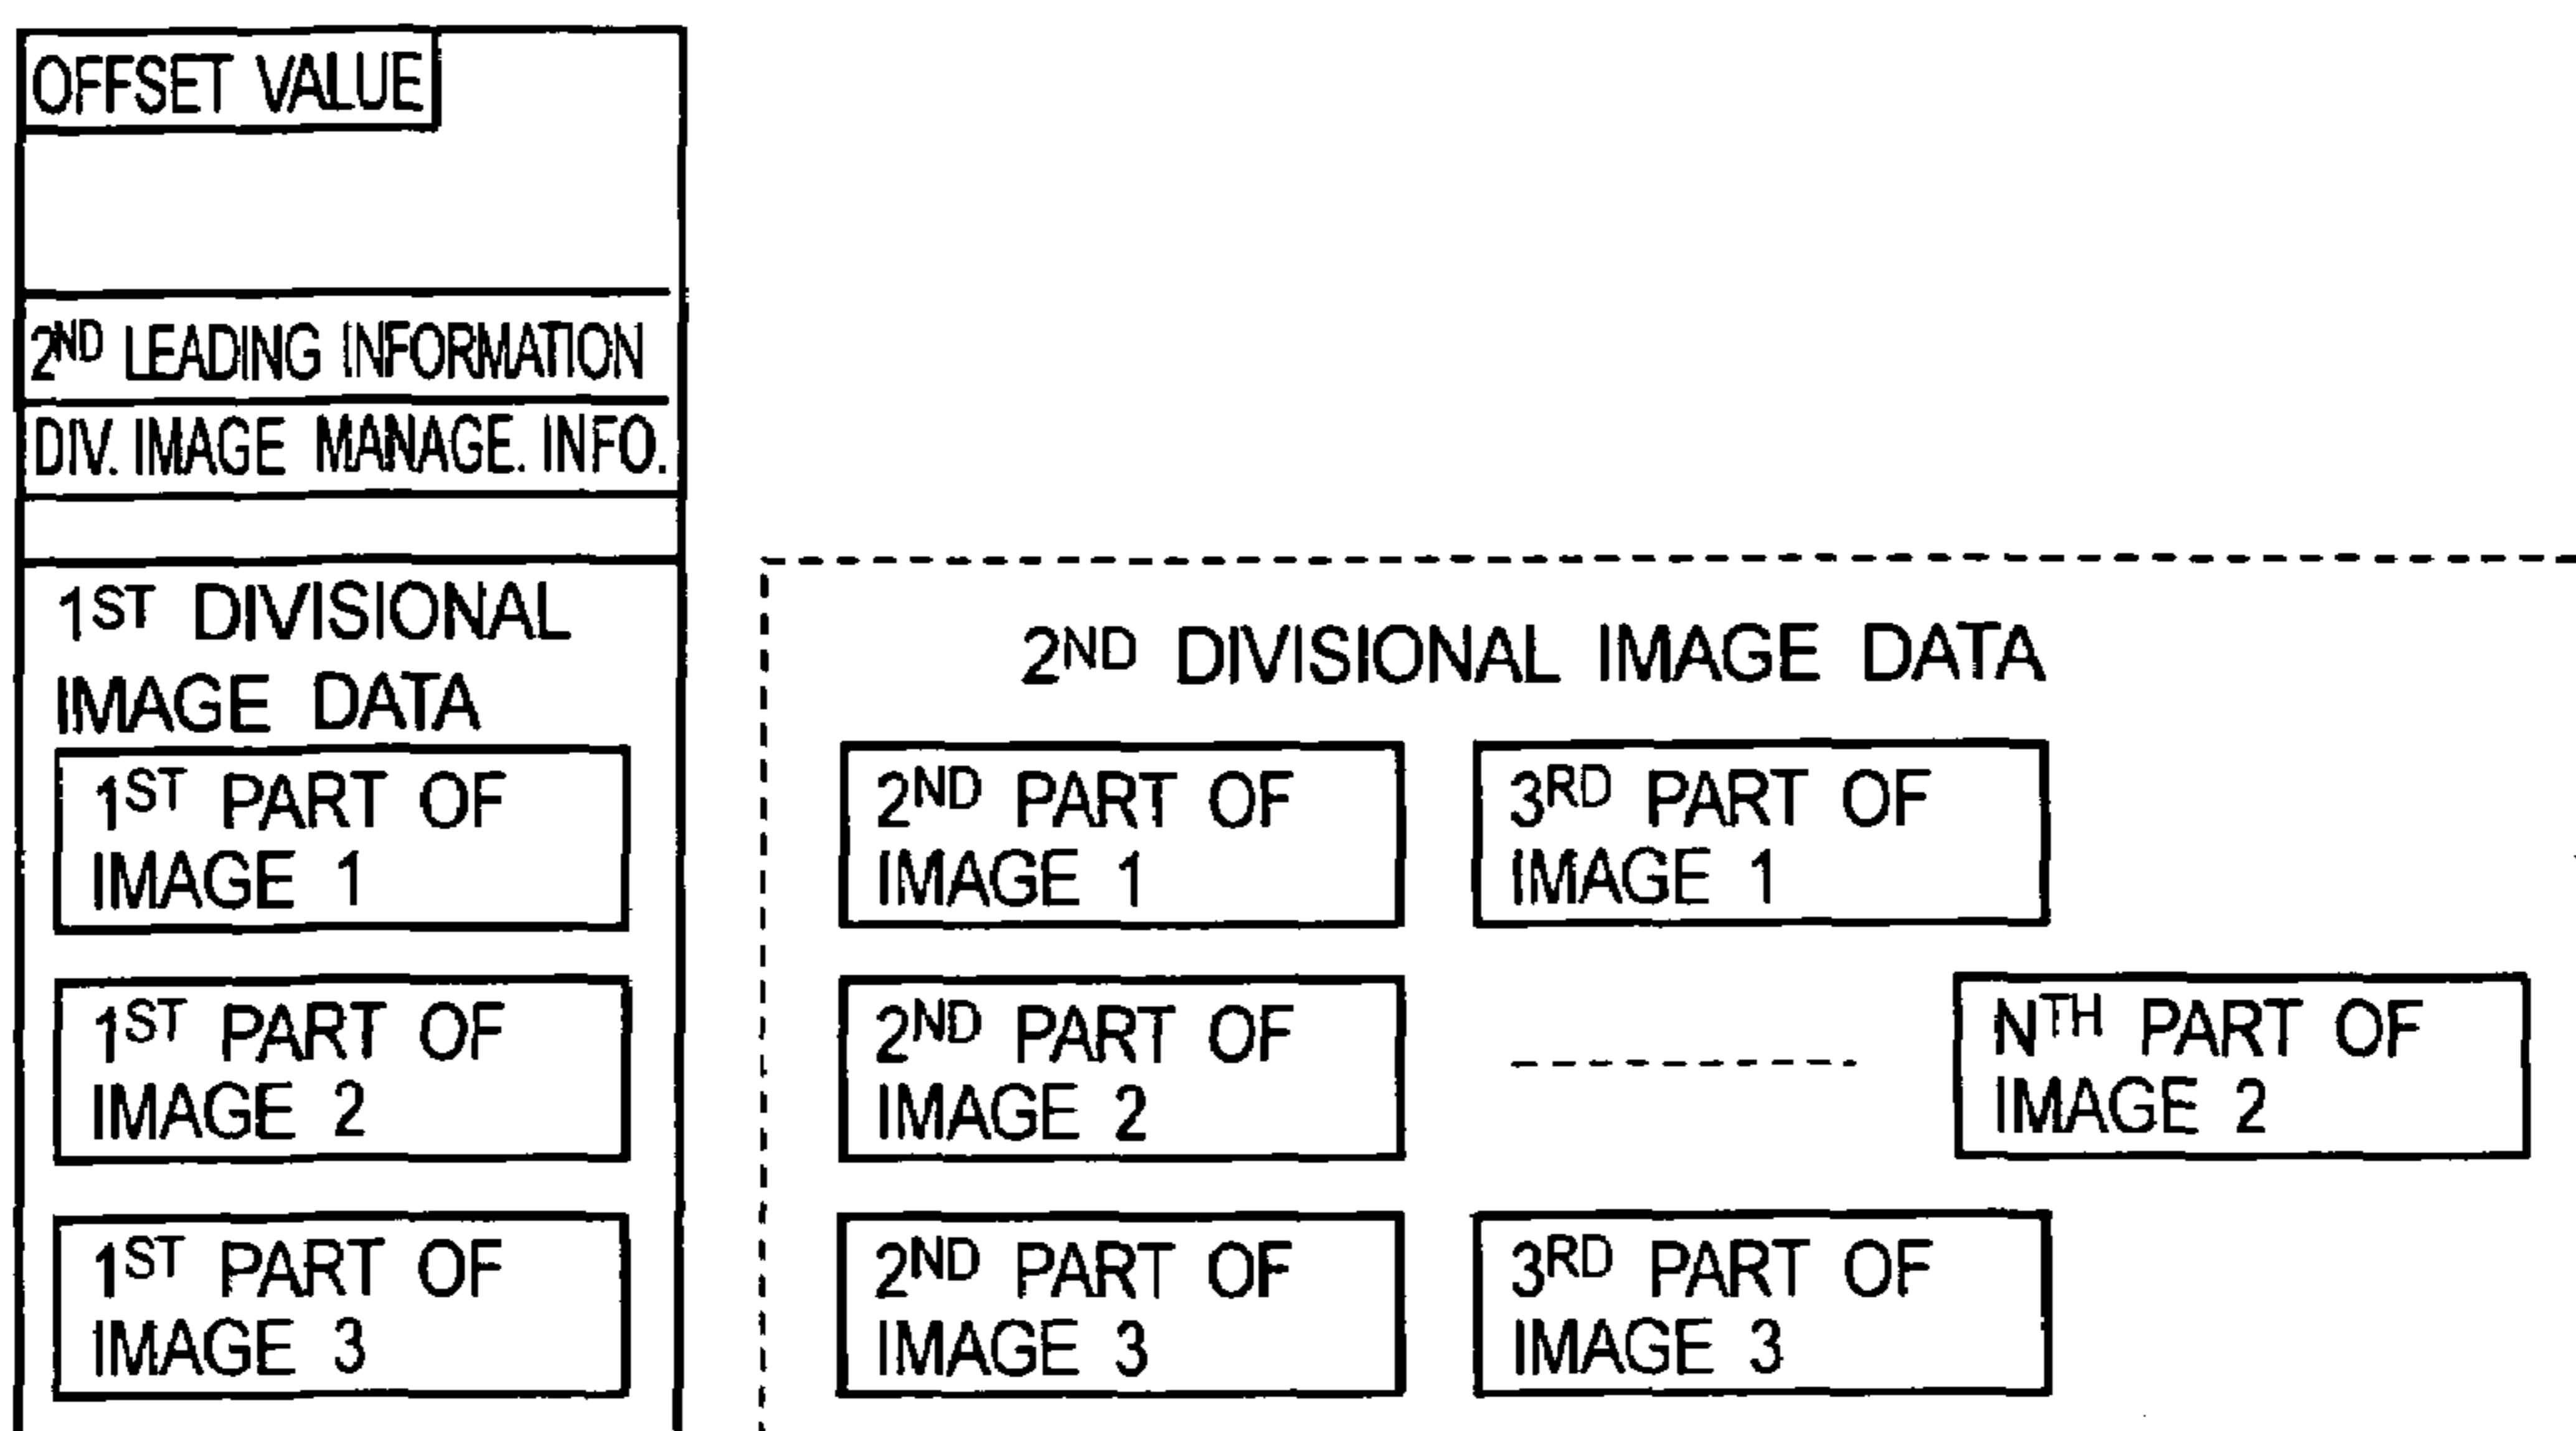 OFFSET VALUE
2ND LEADING INFORMATION
DIV. IMAGE MANAGE. INFO.
1ST DIVISIONAL
IMAGE DATA
2ND DIVISIONAL IMAGE DATA
1ST PART OF
IMAGE 1
2ND PART OF
IMAGE 1
3RD PART OF
IMAGE 1
1ST PART OF
IMAGE 2
2ND PART OF
IMAGE 2
NTH PART OF
IMAGE 2
1ST PART OF
IMAGE 3
2ND PART OF
IMAGE 3
3RD PART OF
IMAGE 3